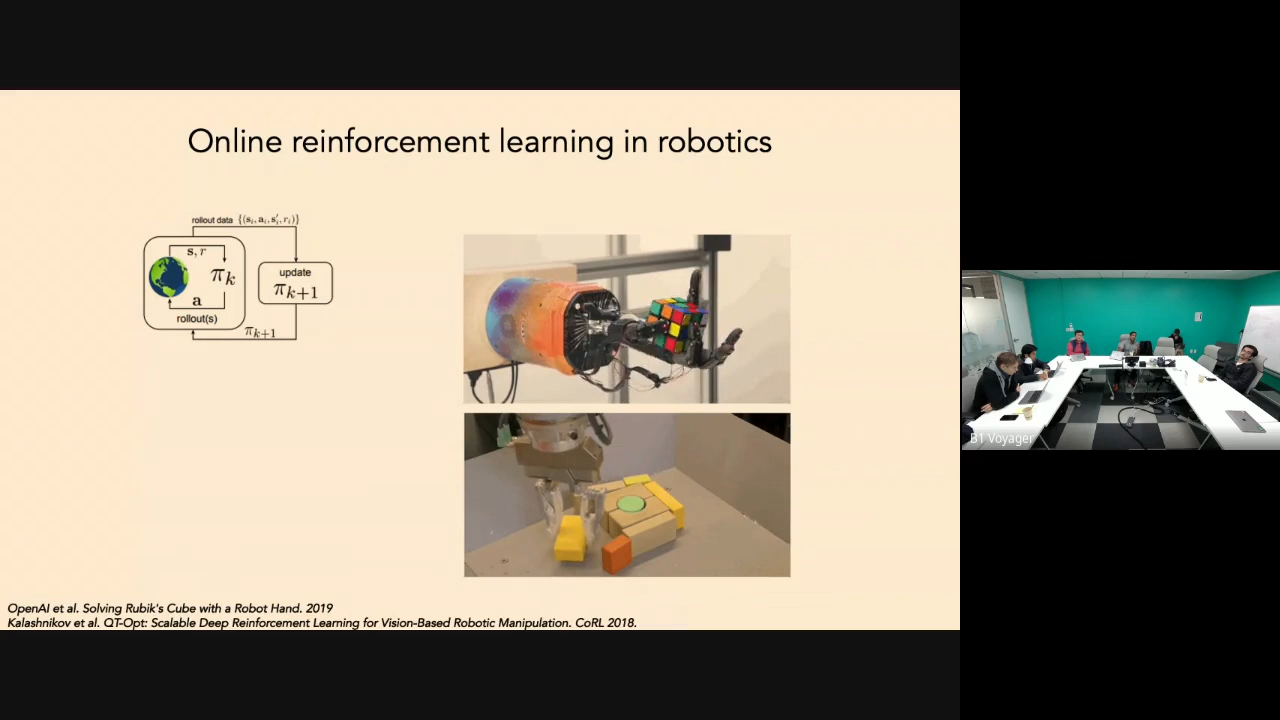 Online reinforcement learning in robotics
rollout data {(s_i, a_i, s'_i, r_i)}
s, r
π_k
a
rollout(s)
update
π_{k+1}
π_{k+1}
OpenAI et al. Solving Rubik's Cube with a Robot Hand. 2019
Kalashnikov et al. QT-Opt: Scalable Deep Reinforcement Learning for Vision-Based Robotic Manipulation. CoRL 2018.
B1 Voyager